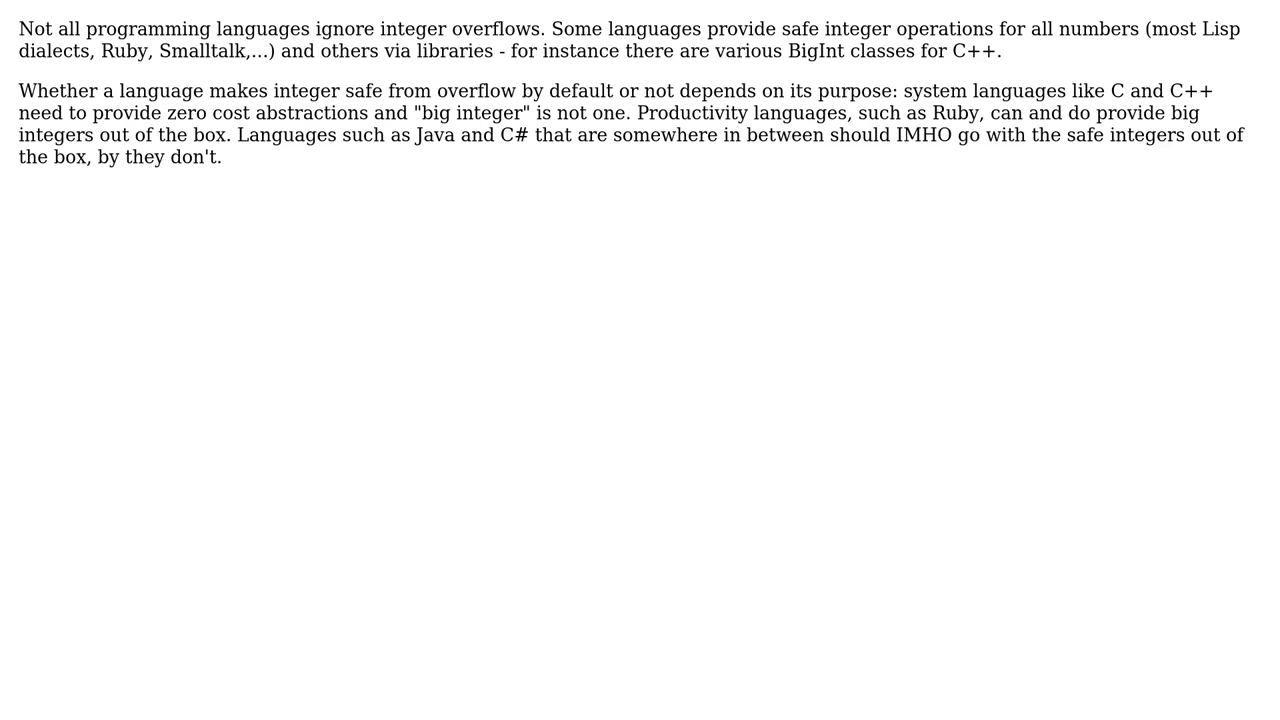 Not all programming languages ignore integer overflows. Some languages provide safe integer operations for all numbers (most Lisp
dialects, Ruby, Smalltalk,...) and others via libraries - for instance there are various BigInt classes for C++.
Whether a language makes integer safe from overflow by default or not depends on its purpose: system languages like C and C++
need to provide zero cost abstractions and "big integer" is not one. Productivity languages, such as Ruby, can and do provide big
integers out of the box. Languages such as Java and C# that are somewhere in between should IMHO go with the safe integers out of
the box, by they don't.